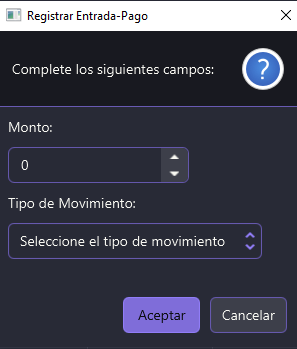 Registrar Entrada-Pago
Complete los siguientes campos:
?
Monto:
0
Tipo de Movimiento:
Seleccione el tipo de movimiento
Aceptar
Cancelar